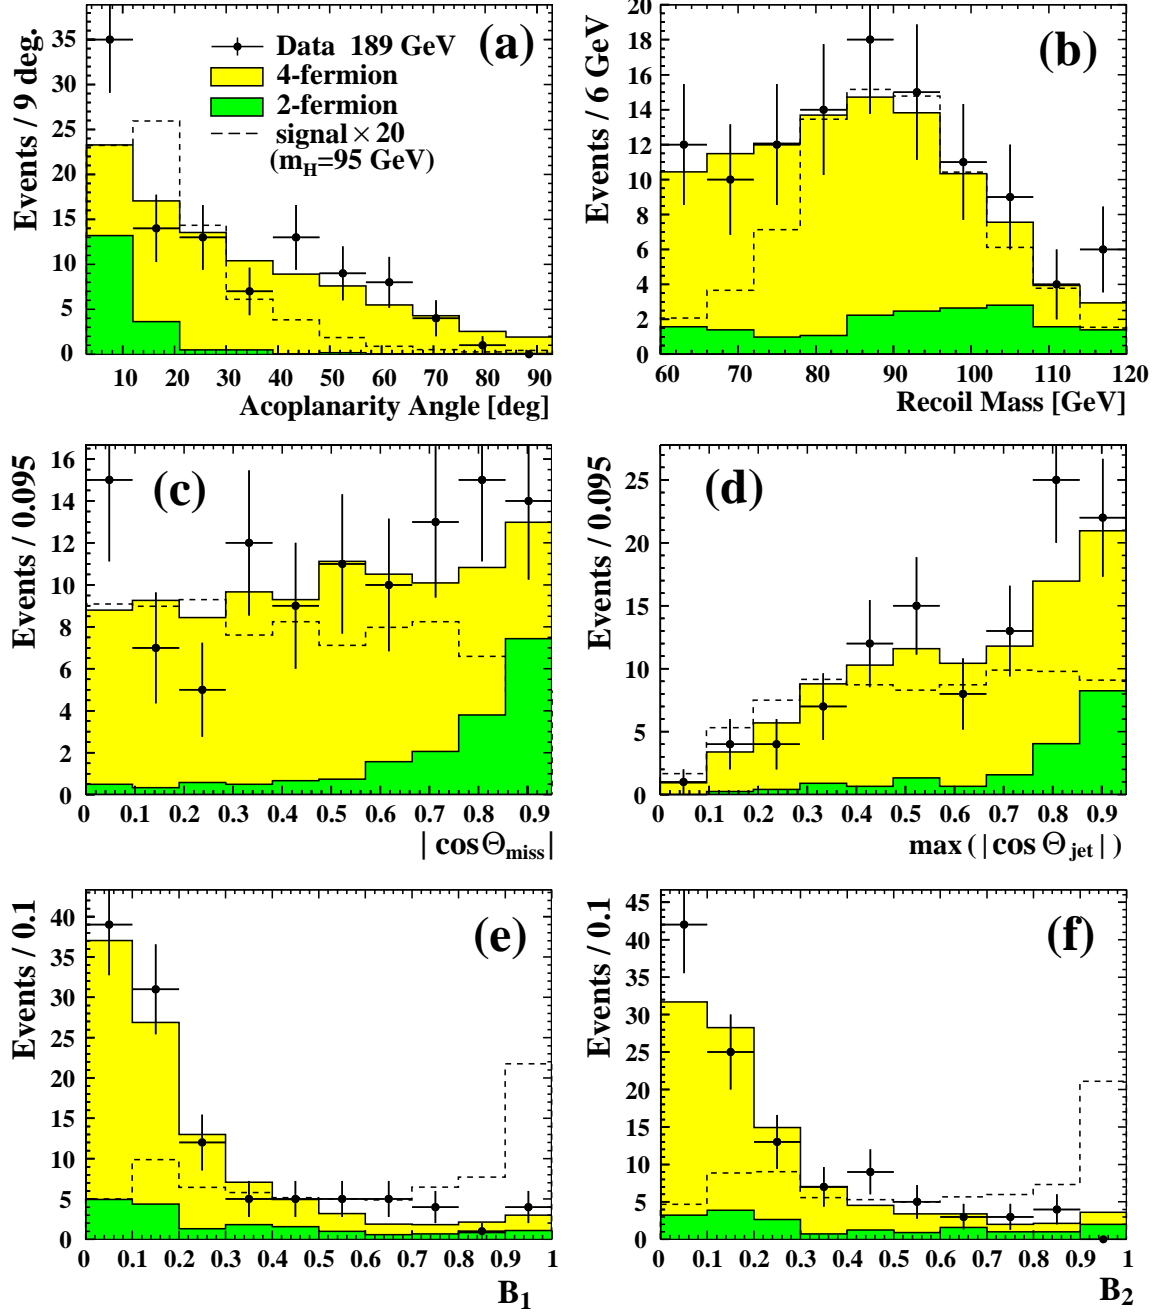 (a)
Events / 9 deg.
35
30
25
20
15
10
5
0
Data 189 GeV
4-fermion
2-fermion
signal × 20
(m_H=95 GeV)
10 20 30 40 50 60 70 80 90
Acoplanarity Angle [deg]
(b)
Events / 6 GeV
20
18
16
14
12
10
8
6
4
2
0
60 70 80 90 100 110 120
Recoil Mass [GeV]
(c)
Events / 0.095
16
14
12
10
8
6
4
2
0
0 0.1 0.2 0.3 0.4 0.5 0.6 0.7 0.8 0.9
| cos Θ_miss|
(d)
Events / 0.095
25
20
15
10
5
0
0 0.1 0.2 0.3 0.4 0.5 0.6 0.7 0.8 0.9
max ( |cos Θ_jet | )
(e)
Events / 0.1
40
35
30
25
20
15
10
5
0
0 0.1 0.2 0.3 0.4 0.5 0.6 0.7 0.8 0.9 1
B_1
(f)
Events / 0.1
45
40
35
30
25
20
15
10
5
0
0 0.1 0.2 0.3 0.4 0.5 0.6 0.7 0.8 0.9 1
B_2